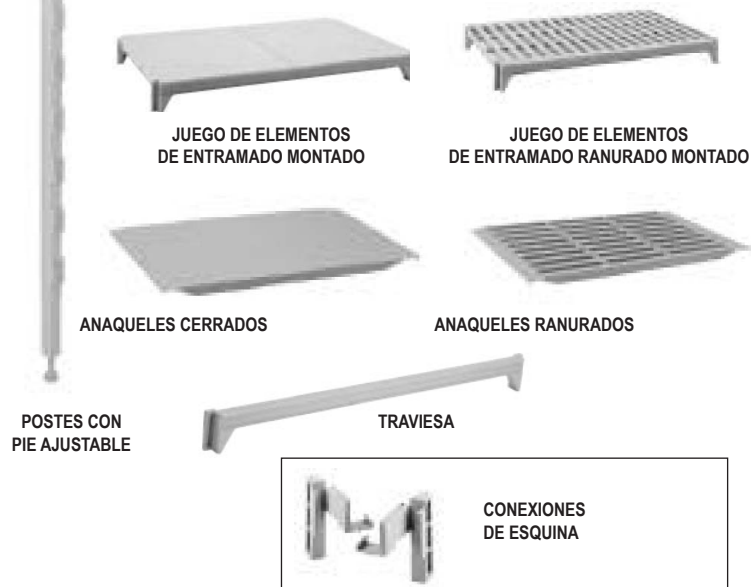 JUEGO DE ELEMENTOS
DE ENTRAMADO MONTADO
JUEGO DE ELEMENTOS
DE ENTRAMADO RANURADO MONTADO
ANAQUELES CERRADOS
ANAQUELES RANURADOS
POSTES CON
PIE AJUSTABLE
TRAVIESA
CONEXIONES
DE ESQUINA